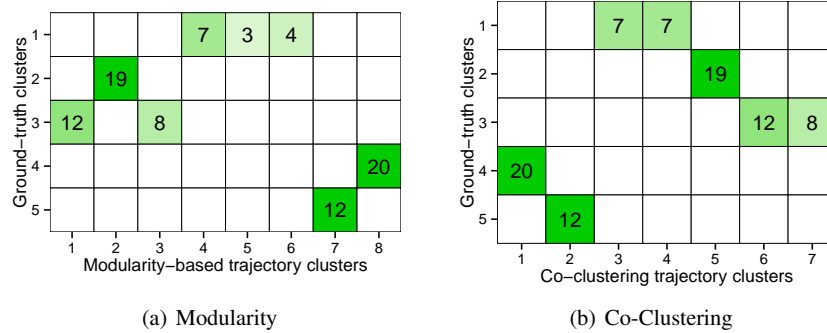 Ground−truth clusters
1
2
3
4
5
7 3 4
19
12 8
20
12
1 2 3 4 5 6 7 8
Modularity−based trajectory clusters
(a) Modularity
Ground−truth clusters
1
2
3
4
5
7 7
19
12 8
20
12
1 2 3 4 5 6 7
Co−clustering trajectory clusters
(b) Co-Clustering